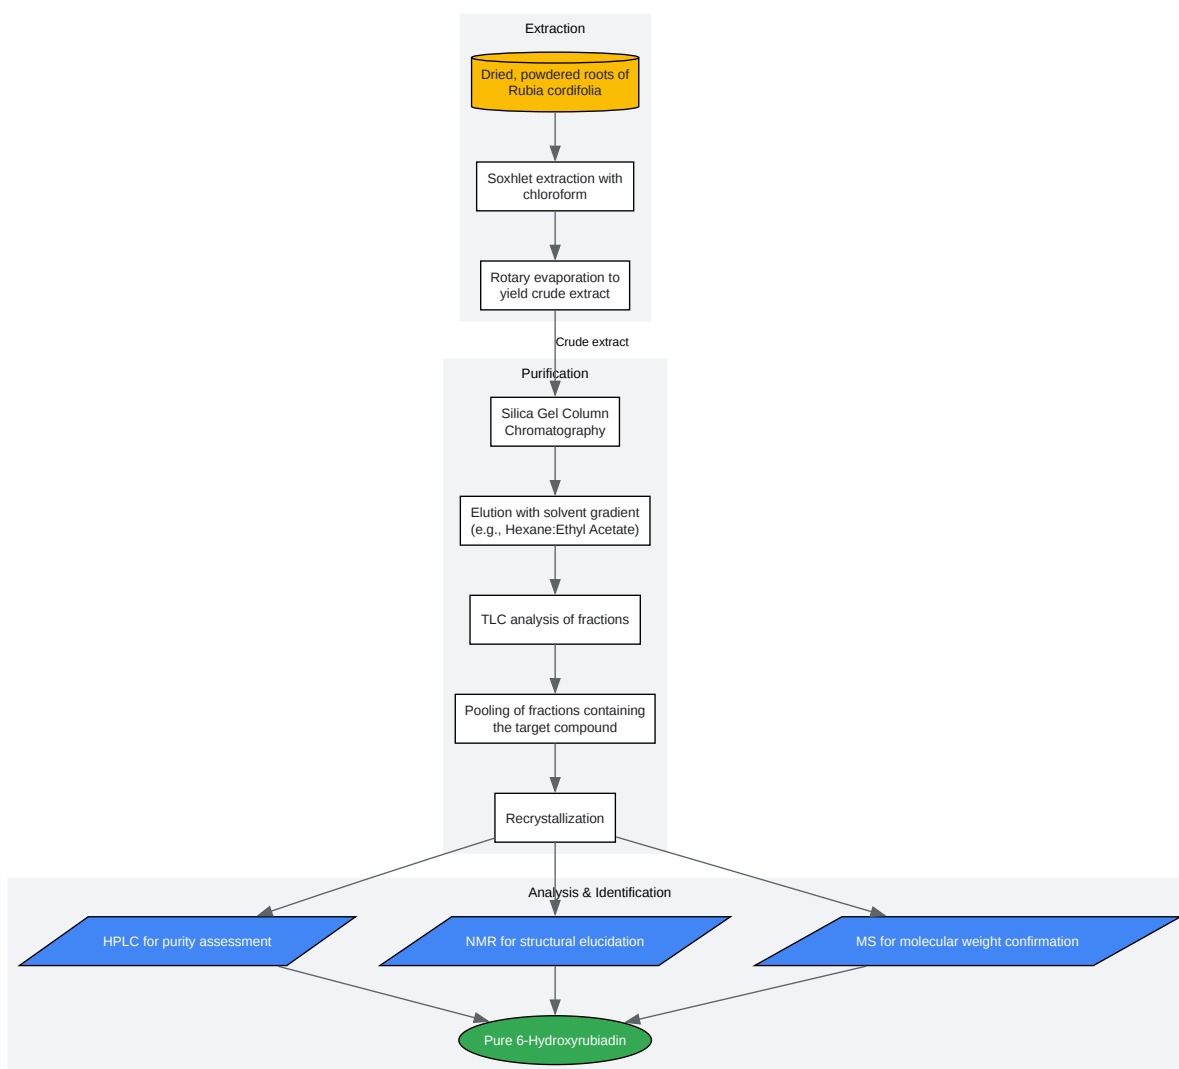 Extraction
Dried, powdered roots of
Rubia cordifolia
Soxhlet extraction with
chloroform
Rotary evaporation to
yield crude extract
Crude extract
Purification
Silica Gel Column
Chromatography
Elution with solvent gradient
(e.g., Hexane:Ethyl Acetate)
TLC analysis of fractions
Pooling of fractions containing
the target compound
Recrystallization
Analysis & Identification
HPLC for purity assessment
NMR for structural elucidation
MS for molecular weight confirmation
Pure 6-Hydroxyrubiadin